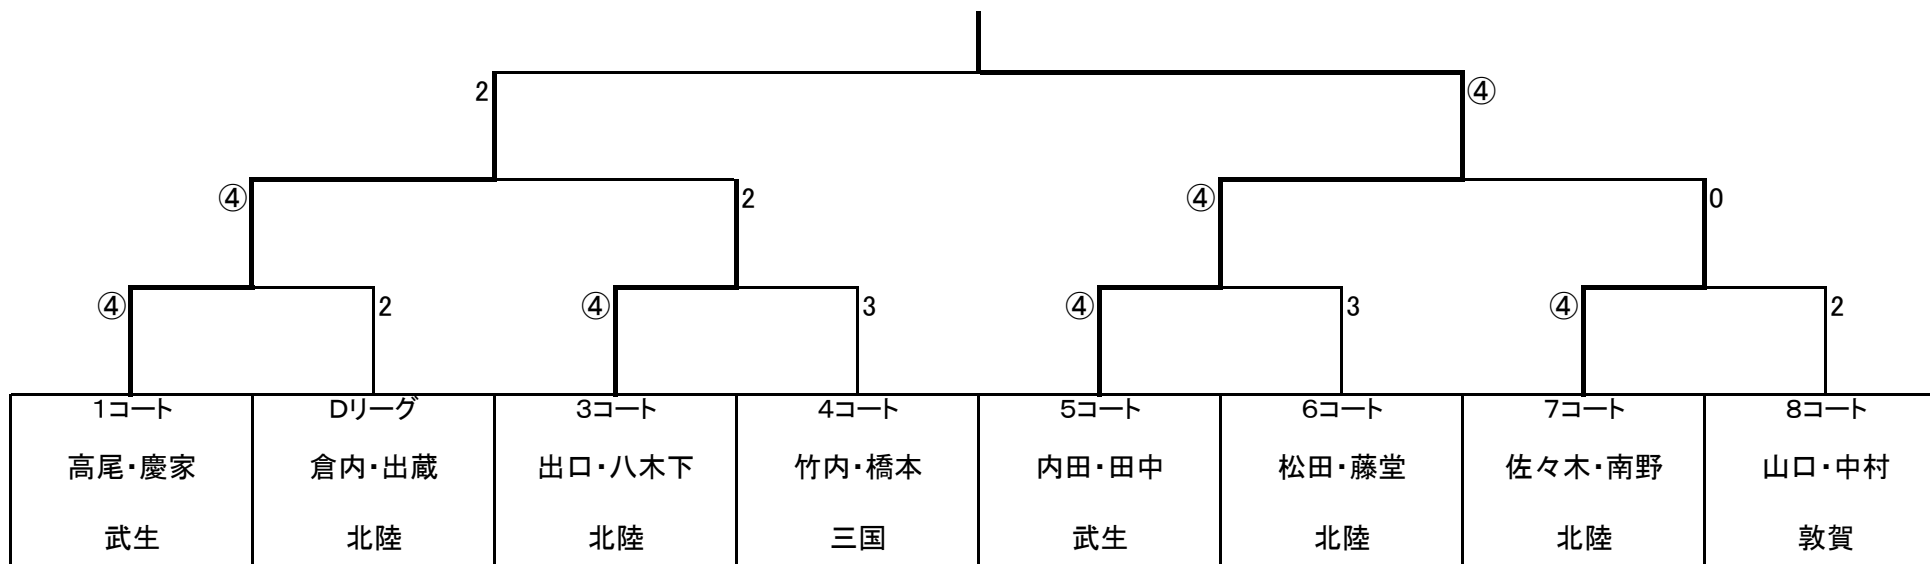 2 ④
④ 2 ④ 0
④ 2 ④ 3 ④ 3 ④ 2
1コート Dリーグ 3コート 4コート 5コート 6コート 7コート 8コート
高尾・慶家 倉内・出蔵 出口・八木下 竹内・橋本 内田・田中 松田・藤堂 佐々木・南野 山口・中村
武生 北陸 北陸 三国 武生 北陸 北陸 敦賀